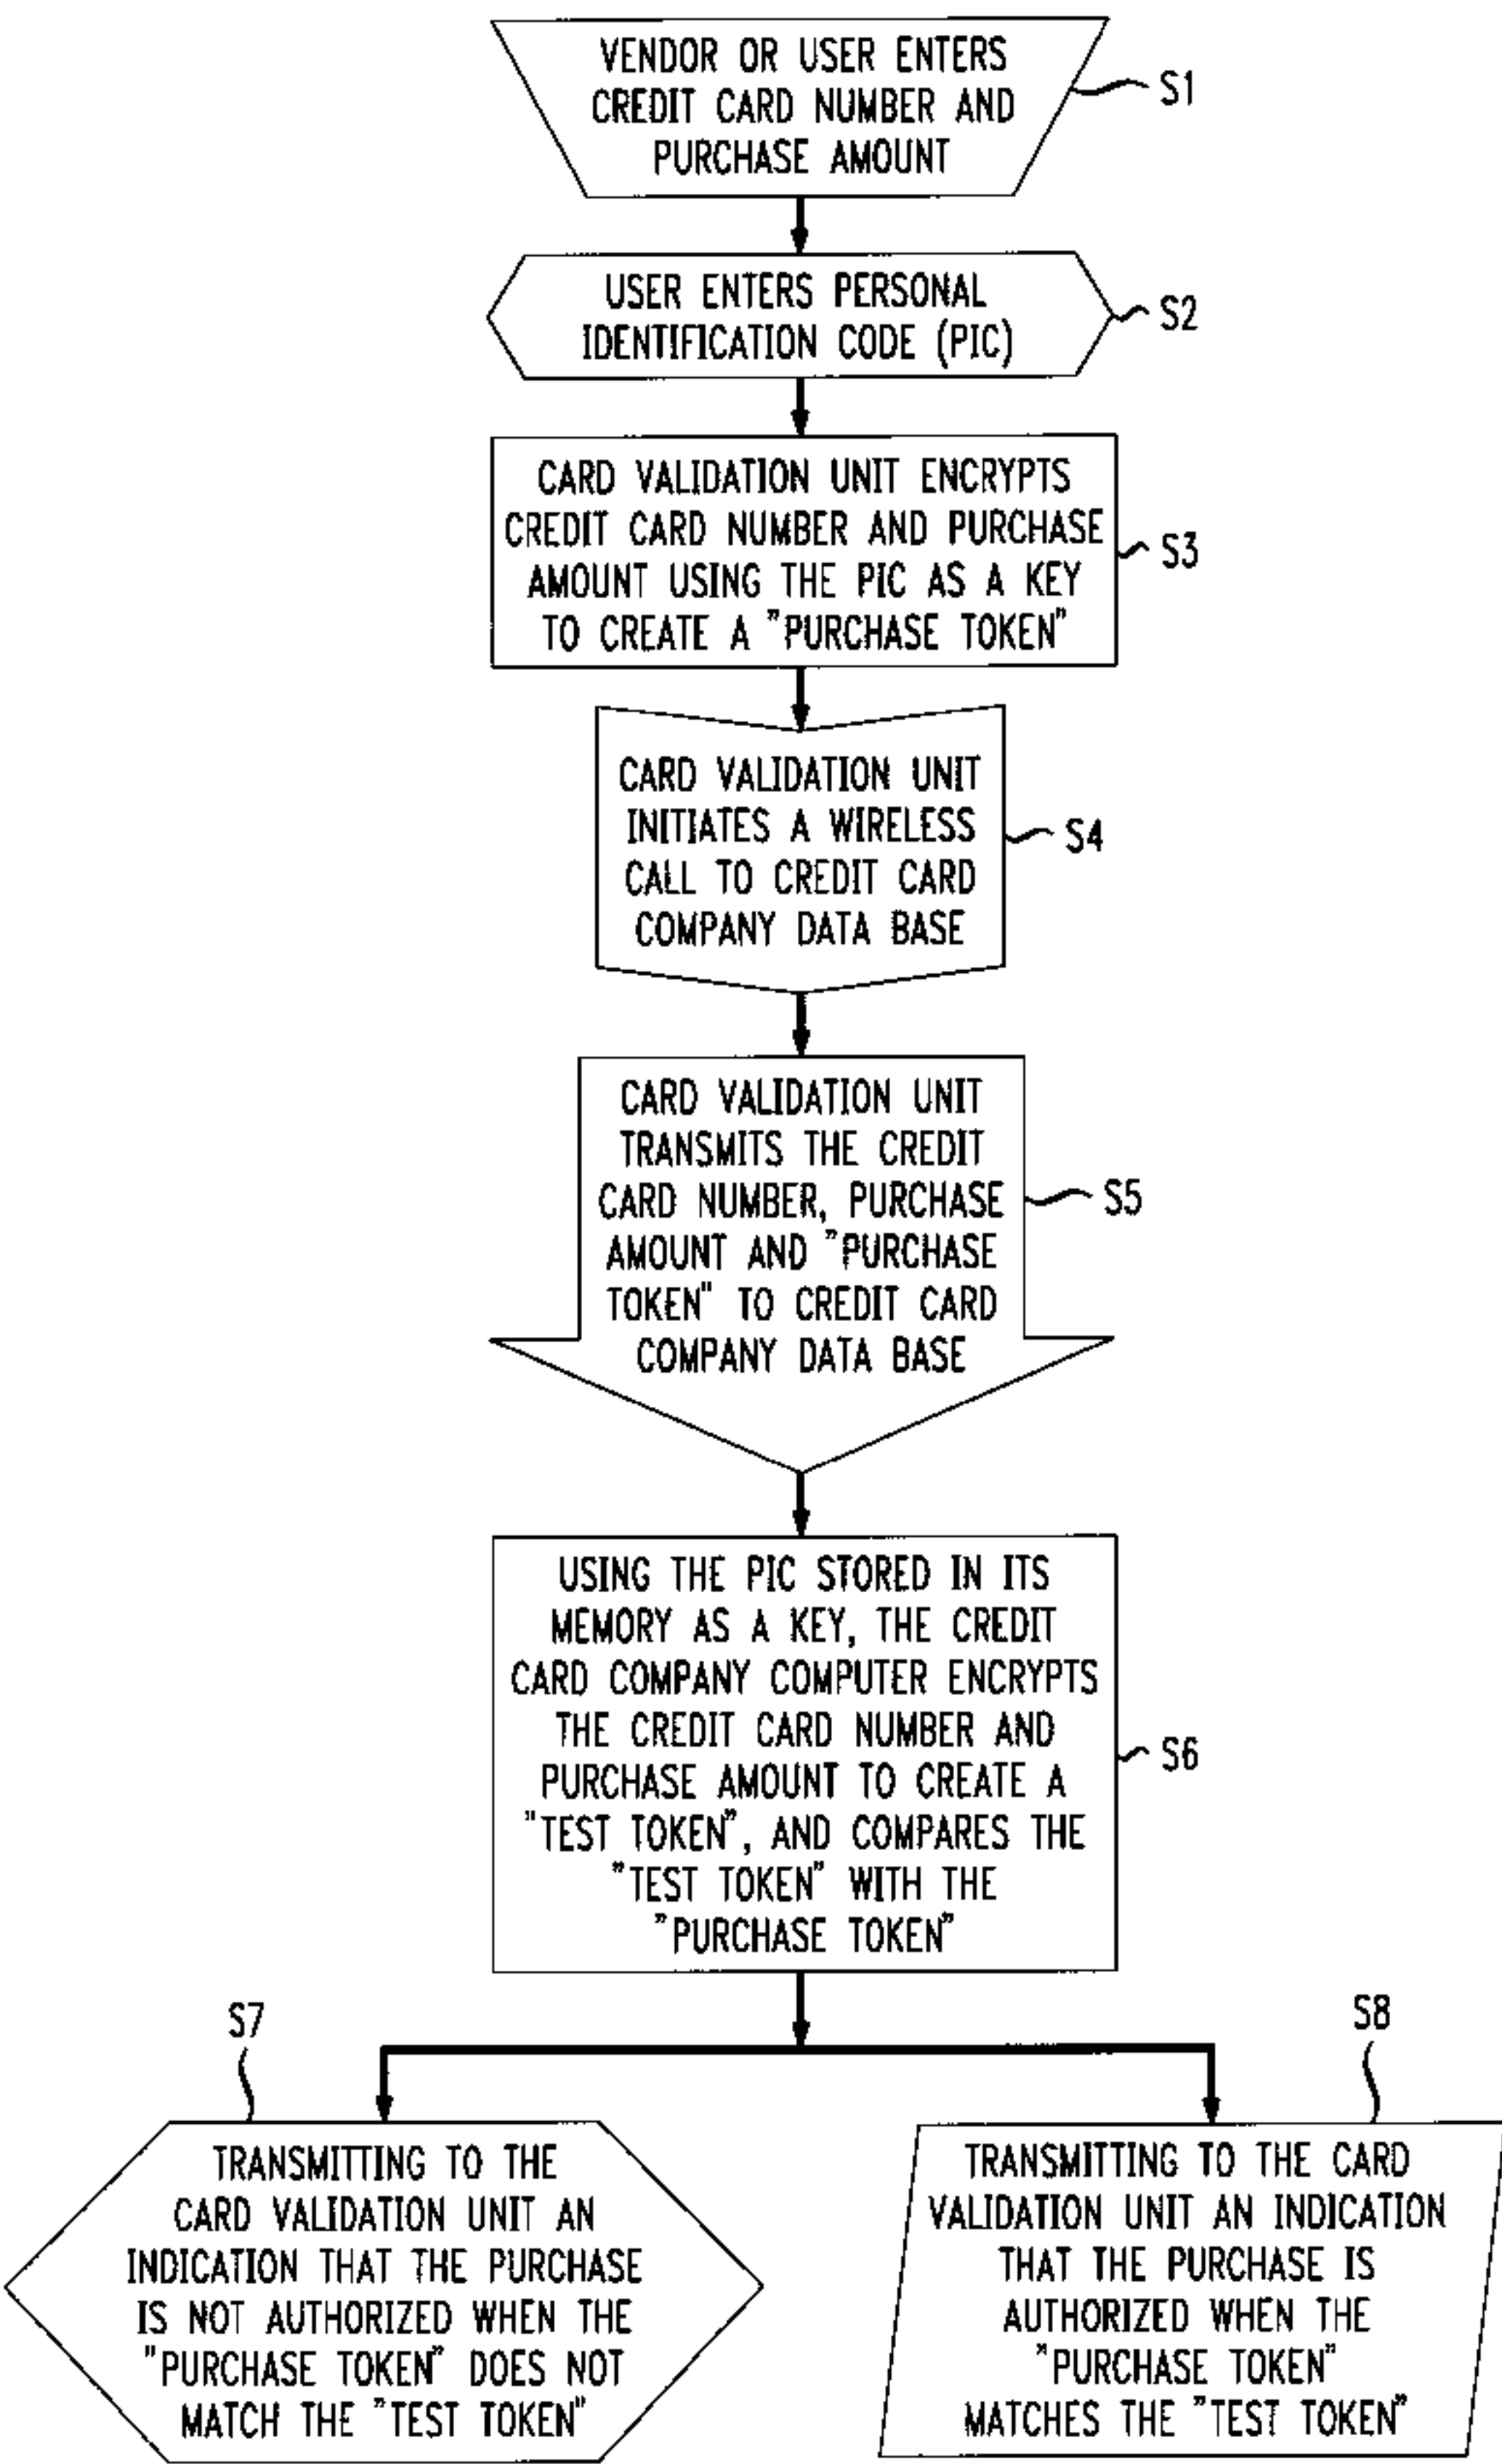 VENDOR OR USER ENTERS
CREDIT CARD NUMBER AND
PURCHASE AMOUNT
S1
USER ENTERS PERSONAL
IDENTIFICATION CODE (PIC)
S2
CARD VALIDATION UNIT ENCRYPTS
CREDIT CARD NUMBER AND PURCHASE
AMOUNT USING THE PIC AS A KEY
TO CREATE A "PURCHASE TOKEN"
S3
CARD VALIDATION UNIT
INITIATES A WIRELESS
CALL TO CREDIT CARD
COMPANY DATA BASE
S4
CARD VALIDATION UNIT
TRANSMITS THE CREDIT
CARD NUMBER, PURCHASE
AMOUNT AND "PURCHASE
TOKEN" TO CREDIT CARD
COMPANY DATA BASE
S5
USING THE PIC STORED IN ITS
MEMORY AS A KEY, THE CREDIT
CARD COMPANY COMPUTER ENCRYPTS
THE CREDIT CARD NUMBER AND
PURCHASE AMOUNT TO CREATE A
"TEST TOKEN", AND COMPARES THE
"TEST TOKEN" WITH THE
"PURCHASE TOKEN"
S6
S7
TRANSMITTING TO THE
CARD VALIDATION UNIT AN
INDICATION THAT THE PURCHASE
IS NOT AUTHORIZED WHEN THE
"PURCHASE TOKEN" DOES NOT
MATCH THE "TEST TOKEN"
S8
TRANSMITTING TO THE CARD
VALIDATION UNIT AN INDICATION
THAT THE PURCHASE IS
AUTHORIZED WHEN THE
"PURCHASE TOKEN"
MATCHES THE "TEST TOKEN"